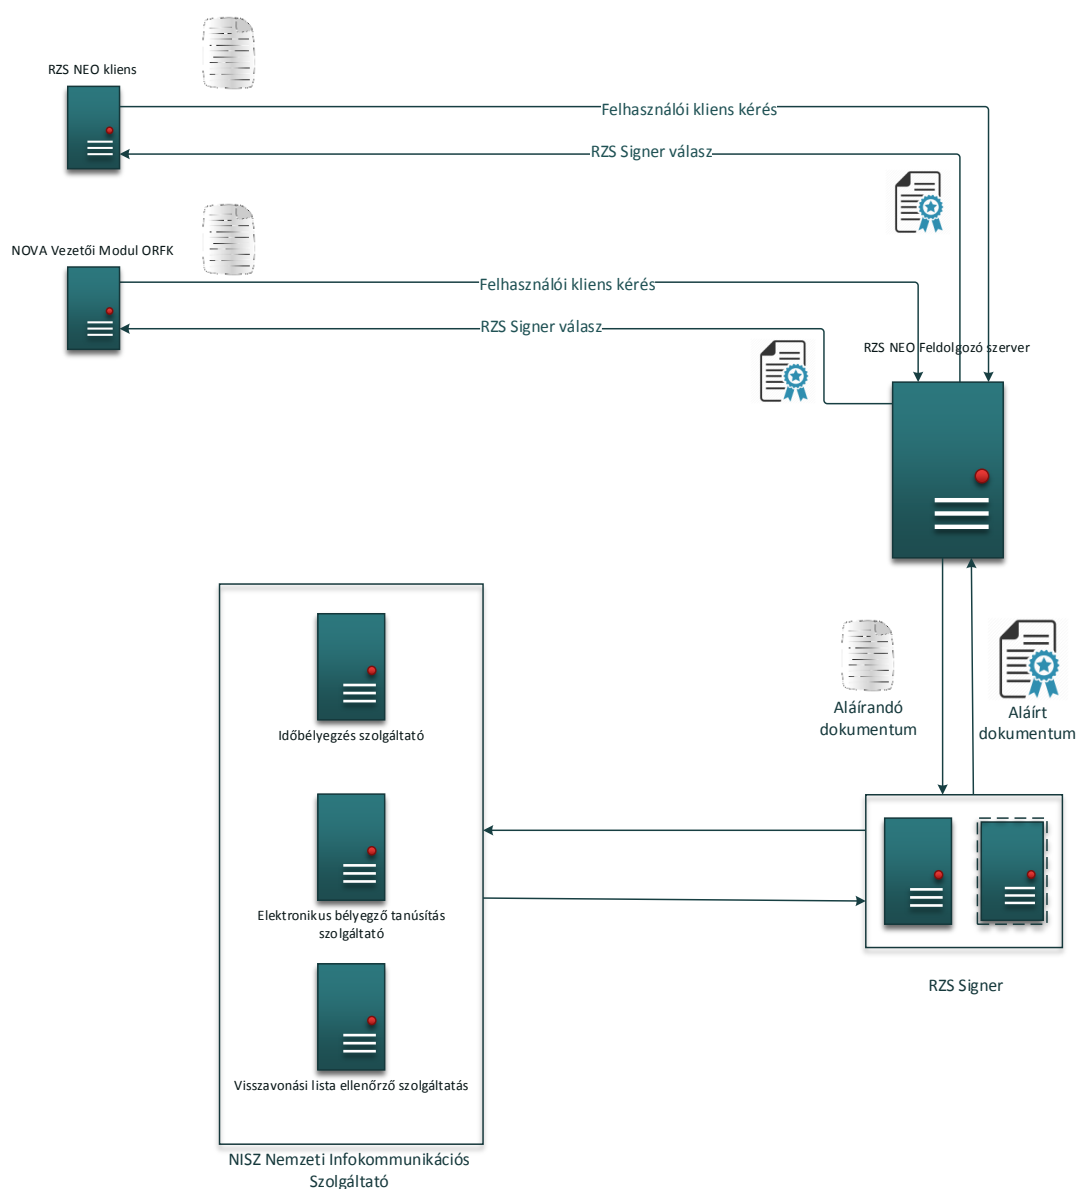 RZS NEO kliens
Felhasználói kliens kérés
RZS Signer válasz
NOVA Vezetői Modul ORFK
Felhasználói kliens kérés
RZS Signer válasz
RZS NEO Feldolgozó szerver
Aláírandó
dokumentum
Aláírt
dokumentum
Időbélyegzés szolgáltató
Elektronikus bélyegző tanúsítás
szolgáltató
RZS Signer
Visszavonási lista ellenőrző szolgáltatás
NISZ Nemzeti Infokommunikációs
Szolgáltató